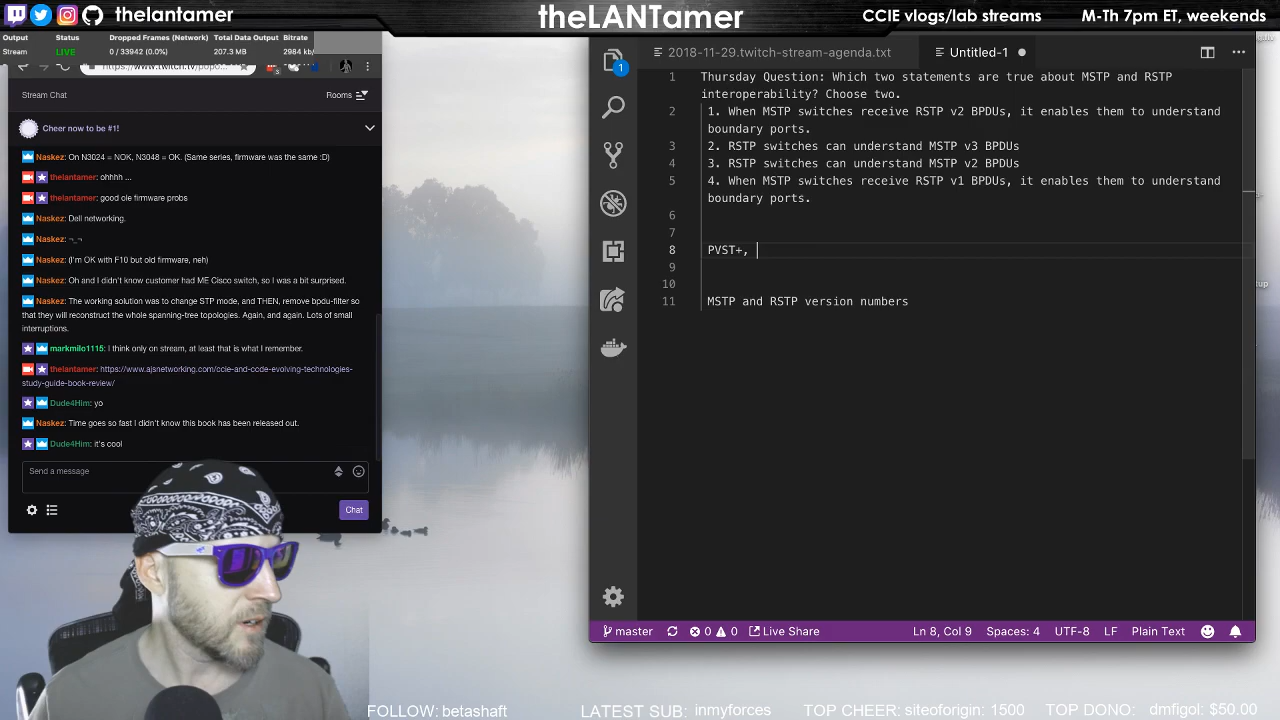 thelantamer
theLANTamer
CCIE vlogs/lab streams
M-Th 7pm ET, weekends
Output Status Dropped Frames (Network) Total Data Output Bitrate
Stream LIVE 0 / 33942 (0.0%) 207.3 MB 2984 kb/
Stream Chat
Rooms
Cheer now to be #1!
Naskez: On N3024 = NOK, N3048 = OK. (Same series, firmware was the same :D)
thelantamer: ohhhh ...
thelantamer: good ole firmware probs
Naskez: Dell networking.
Naskez: ¬_¬
Naskez: (I'm OK with F10 but old firmware, neh)
Naskez: Oh and I didn't know customer had ME Cisco switch, so I was a bit surprised.
Naskez: The working solution was to change STP mode, and THEN, remove bpdu-filter so
that they will reconstruct the whole spanning-tree topologies. Again, and again. Lots of small
interruptions.
markmilo1115: I think only on stream, at least that is what I remember.
thelantamer: https://www.ajsnetworking.com/ccie-and-ccde-evolving-technologies-
study-guide-book-review/
Dude4Him: yo
Naskez: Time goes so fast I didn't know this book has been released out.
Dude4Him: it's cool
Send a message
Chat
2018-11-29.twitch-stream-agenda.txt
Untitled-1
1
1 Thursday Question: Which two statements are true about MSTP and RSTP
interoperability? Choose two.
2 1. When MSTP switches receive RSTP v2 BPDUs, it enables them to understand
boundary ports.
3 2. RSTP switches can understand MSTP v3 BPDUs
4 3. RSTP switches can understand MSTP v2 BPDUs
5 4. When MSTP switches receive RSTP v1 BPDUs, it enables them to understand
boundary ports.
6
7
8 PVST+,
9
10
11 MSTP and RSTP version numbers
master 0 0 Live Share Ln 8, Col 9 Spaces: 4 UTF-8 LF Plain Text
FOLLOW: betashaft
LATEST SUB: inmyforces
TOP CHEER: siteoforigin: 1500
TOP DONO: dmfigol: $50.00